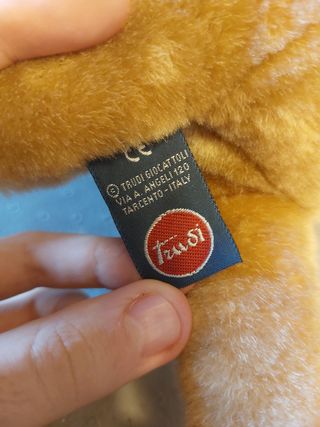 CE
© TRUDI GIOCATTOLI
VIA A. ANGELI 120
TARCENTO - ITALY
Trudi